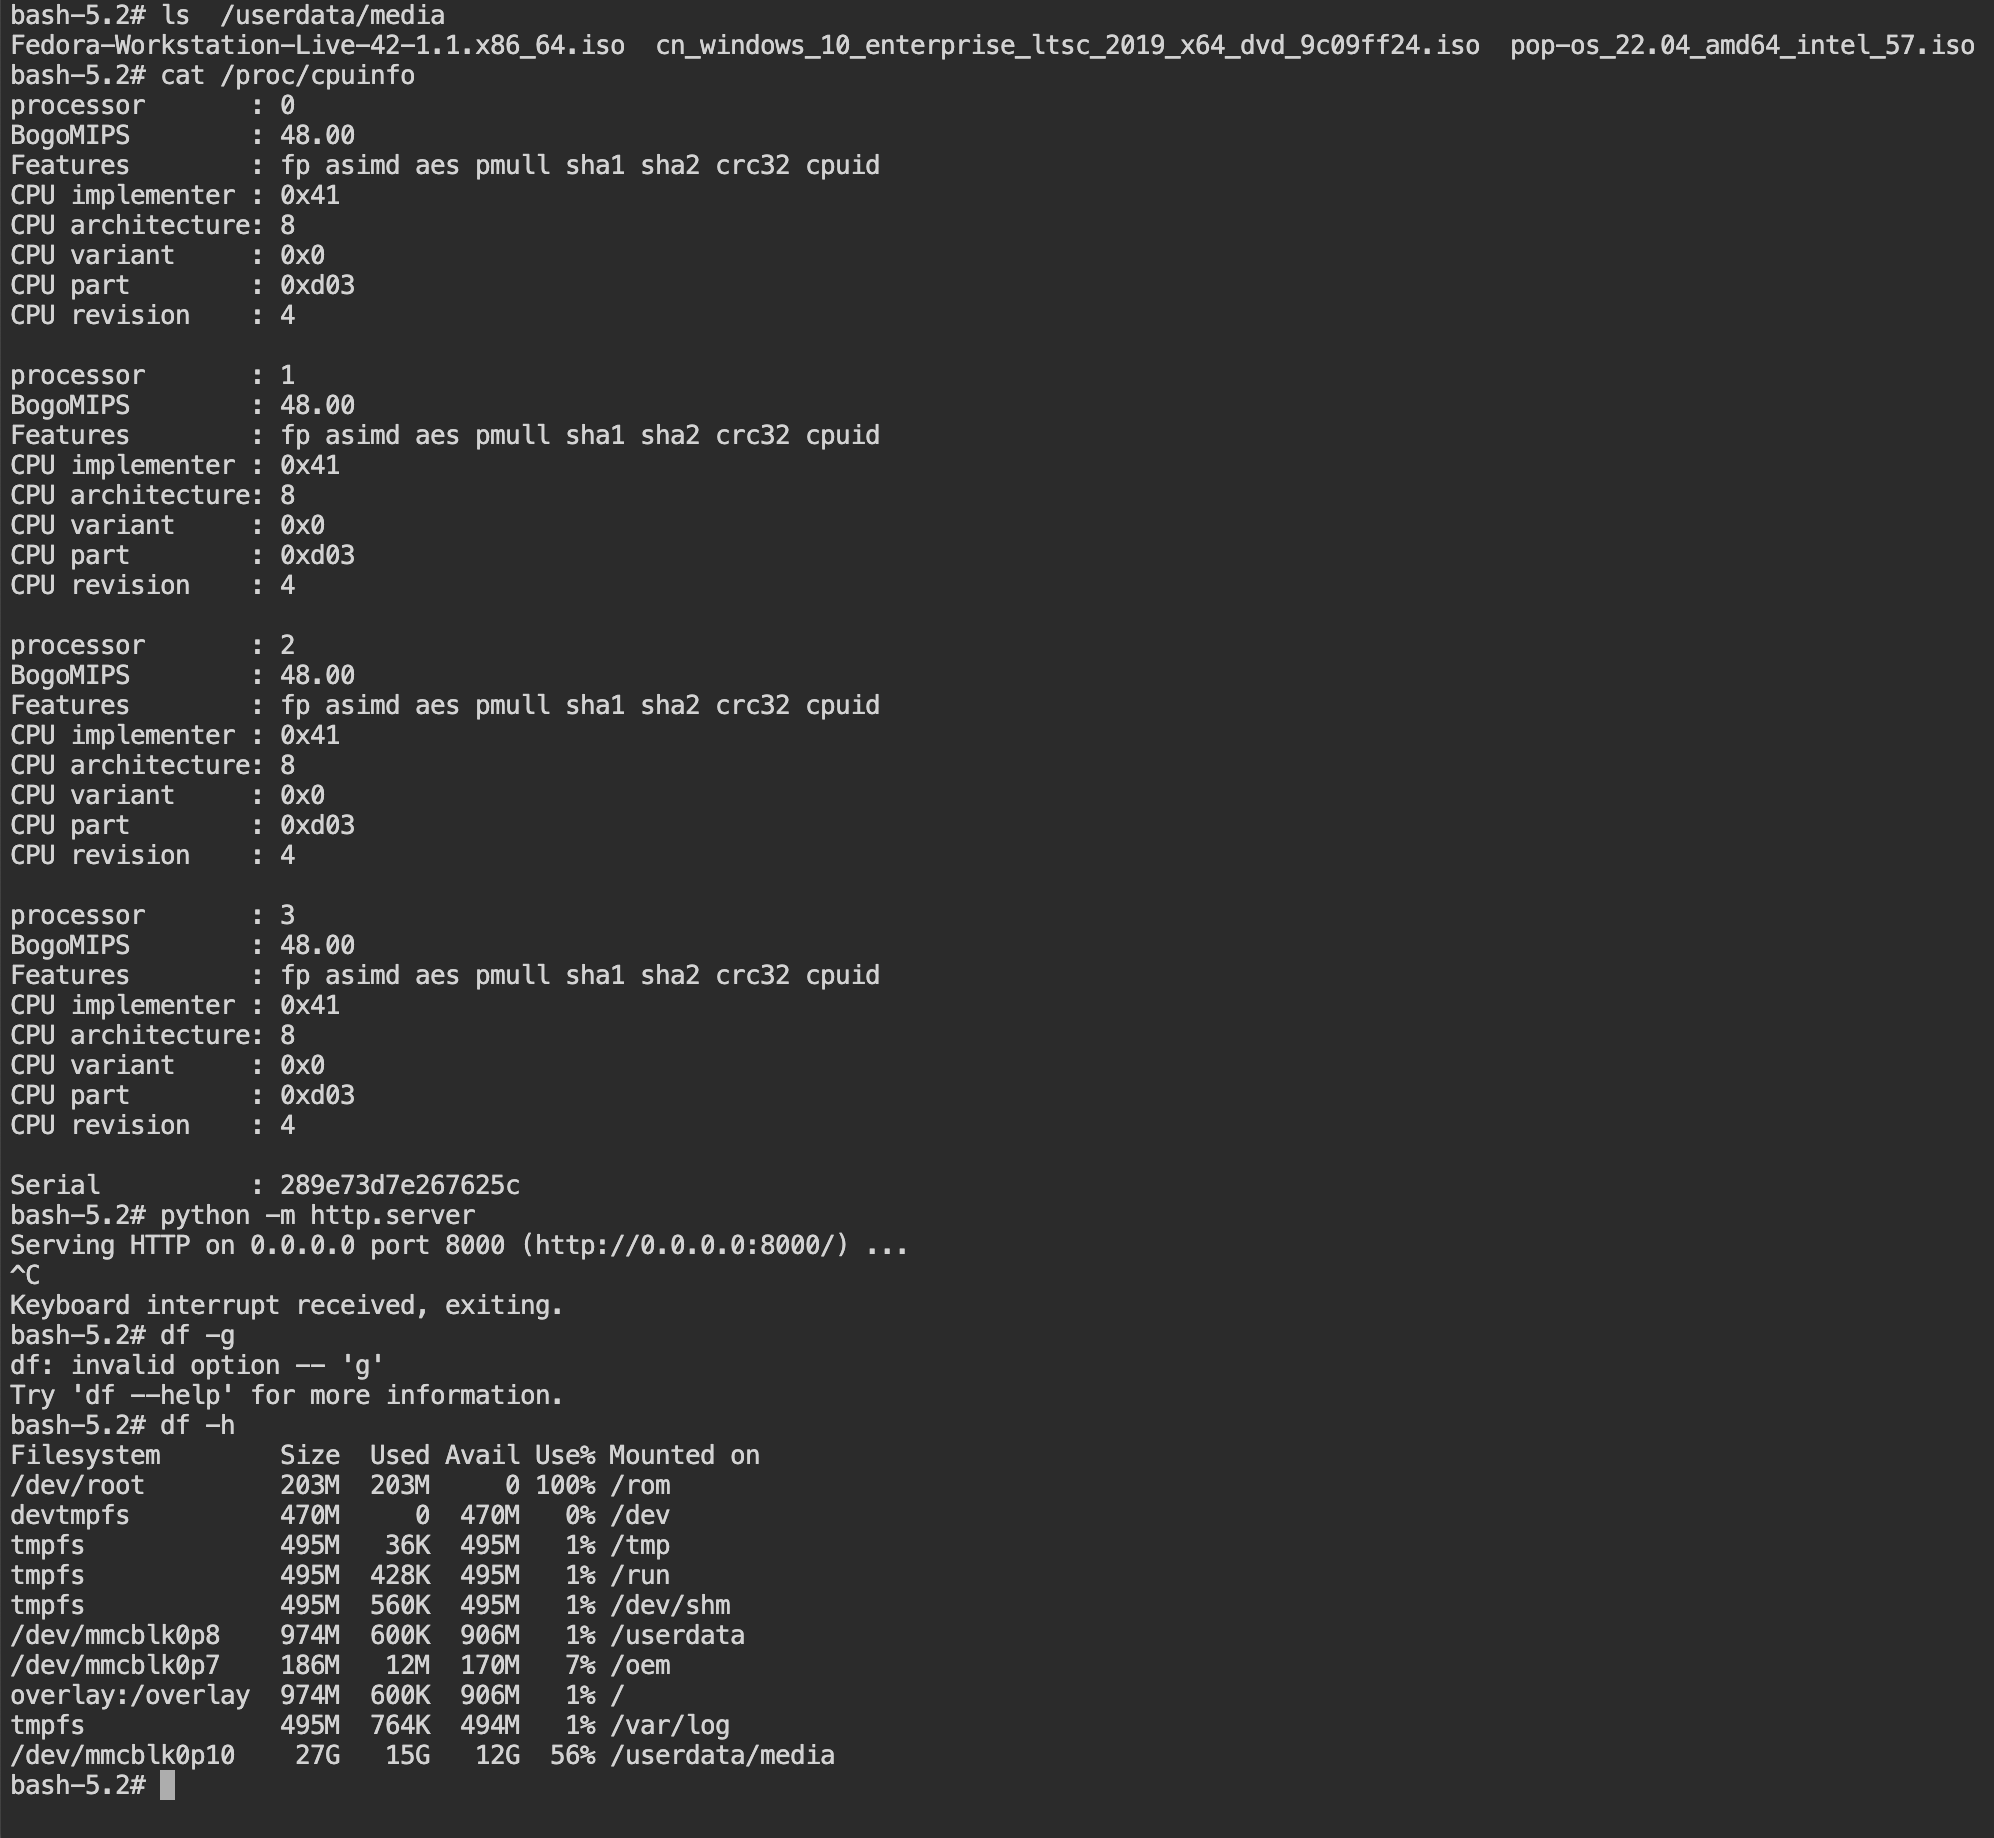 bash-5.2# ls  /userdata/media
Fedora-Workstation-Live-42-1.1.x86_64.iso  cn_windows_10_enterprise_ltsc_2019_x64_dvd_9c09ff24.iso  pop-os_22.04_amd64_intel_57.iso
bash-5.2# cat /proc/cpuinfo
processor       : 0
BogoMIPS        : 48.00
Features        : fp asimd aes pmull sha1 sha2 crc32 cpuid
CPU implementer : 0x41
CPU architecture: 8
CPU variant     : 0x0
CPU part        : 0xd03
CPU revision    : 4

processor       : 1
BogoMIPS        : 48.00
Features        : fp asimd aes pmull sha1 sha2 crc32 cpuid
CPU implementer : 0x41
CPU architecture: 8
CPU variant     : 0x0
CPU part        : 0xd03
CPU revision    : 4

processor       : 2
BogoMIPS        : 48.00
Features        : fp asimd aes pmull sha1 sha2 crc32 cpuid
CPU implementer : 0x41
CPU architecture: 8
CPU variant     : 0x0
CPU part        : 0xd03
CPU revision    : 4

processor       : 3
BogoMIPS        : 48.00
Features        : fp asimd aes pmull sha1 sha2 crc32 cpuid
CPU implementer : 0x41
CPU architecture: 8
CPU variant     : 0x0
CPU part        : 0xd03
CPU revision    : 4

Serial          : 289e73d7e267625c
bash-5.2# python -m http.server
Serving HTTP on 0.0.0.0 port 8000 (http://0.0.0.0:8000/) ...
^C
Keyboard interrupt received, exiting.
bash-5.2# df -g
df: invalid option -- 'g'
Try 'df --help' for more information.
bash-5.2# df -h
Filesystem        Size  Used Avail Use% Mounted on
/dev/root         203M  203M     0 100% /rom
devtmpfs          470M     0  470M   0% /dev
tmpfs             495M   36K  495M   1% /tmp
tmpfs             495M  428K  495M   1% /run
tmpfs             495M  560K  495M   1% /dev/shm
/dev/mmcblk0p8    974M  600K  906M   1% /userdata
/dev/mmcblk0p7    186M   12M  170M   7% /oem
overlay:/overlay  974M  600K  906M   1% /
tmpfs             495M  764K  494M   1% /var/log
/dev/mmcblk0p10    27G   15G   12G  56% /userdata/media
bash-5.2#